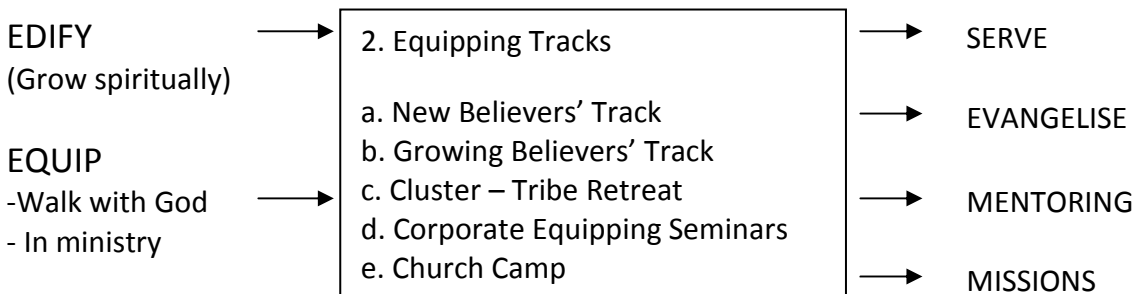 EDIFY
(Grow spiritually)
EQUIP
-Walk with God
- In ministry
2. Equipping Tracks
a. New Believers’ Track
b. Growing Believers’ Track
c. Cluster – Tribe Retreat
d. Corporate Equipping Seminars
e. Church Camp
SERVE
EVANGELISE
MENTORING
MISSIONS